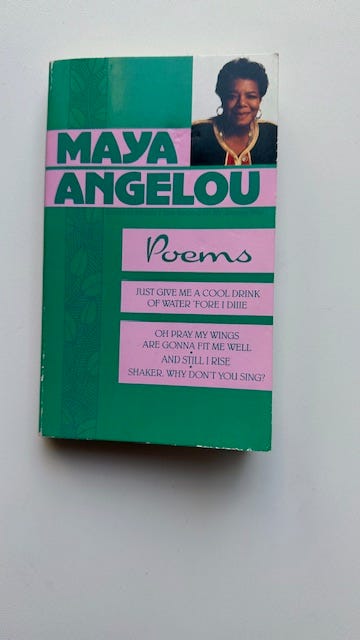 MAYA
ANGELOU
Poems
JUST GIVE ME A COOL DRINK
OF WATER 'FORE I DIIIE
OH PRAY MY WINGS
ARE GONNA FIT ME WELL
•
AND STILL I RISE
•
SHAKER, WHY DON'T YOU SING?